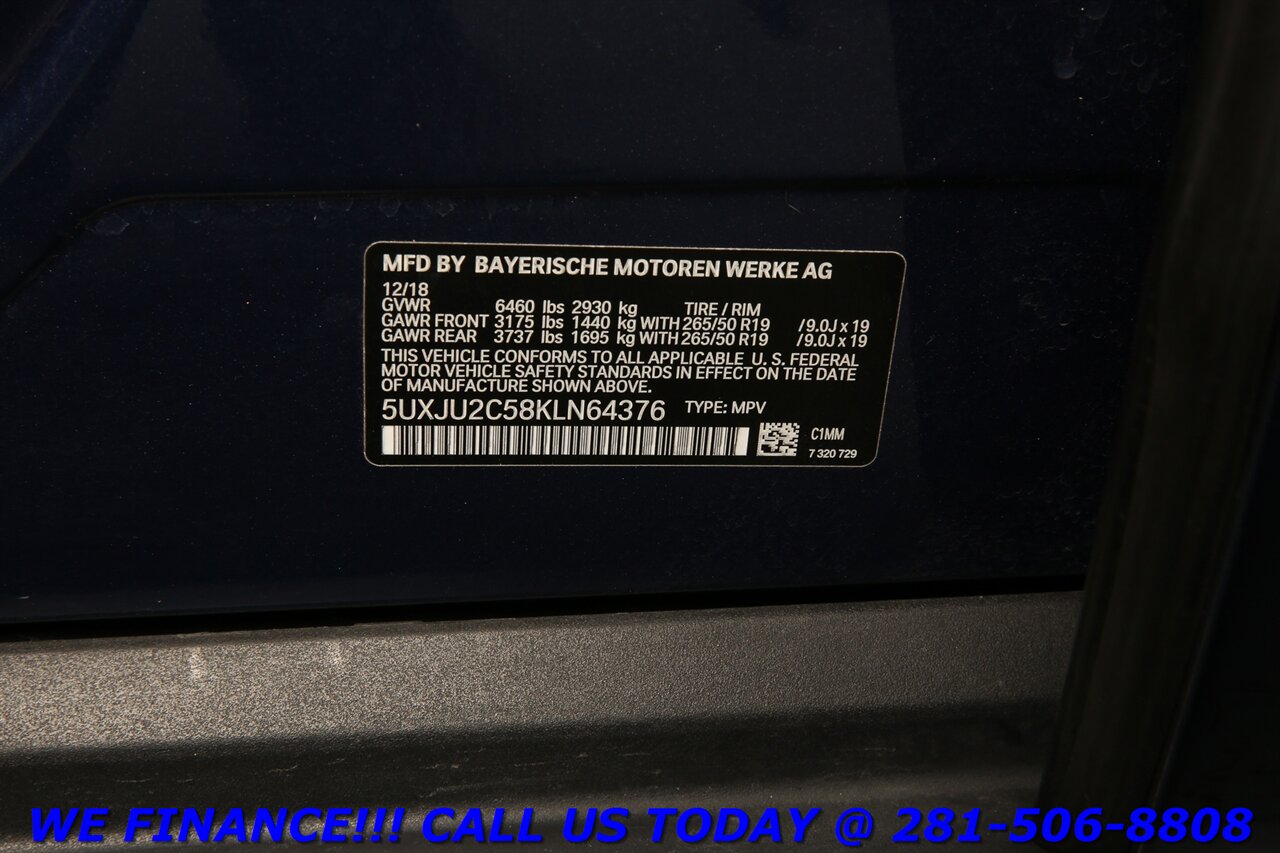 MFD BY BAYERISCHE MOTOREN WERKE AG
12/18
GVWR 6460 lbs 2930 kg TIRE / RIM
GAWR FRONT 3175 lbs 1440 kg WITH 265/50 R19 /9.0J x 19
GAWR REAR 3737 lbs 1695 kg WITH 265/50 R19 /9.0J x 19
THIS VEHICLE CONFORMS TO ALL APPLICABLE U. S. FEDERAL
MOTOR VEHICLE SAFETY STANDARDS IN EFFECT ON THE DATE
OF MANUFACTURE SHOWN ABOVE.
5UXJU2C58KLN64376 TYPE: MPV
C1MM
7 320 729
WE FINANCE!!! CALL US TODAY @ 281-506-8808